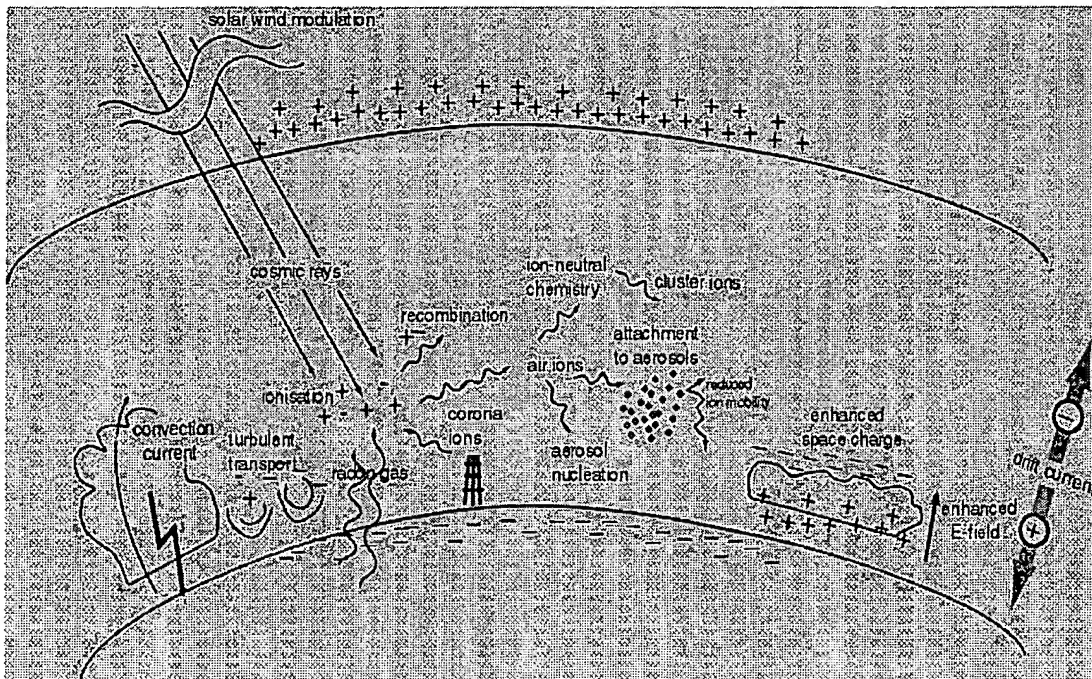 solar wind modulation
cosmic rays
ion-neutral
chemistry
cluster ions
recombination
attachment
to aerosols
air ions
reduced
ion mobility
ionisation
corona
ions
enhanced
space charge
convection
current
turbulent
transport
radon gas
aerosol
nucleation
drift current
enhanced
E-field